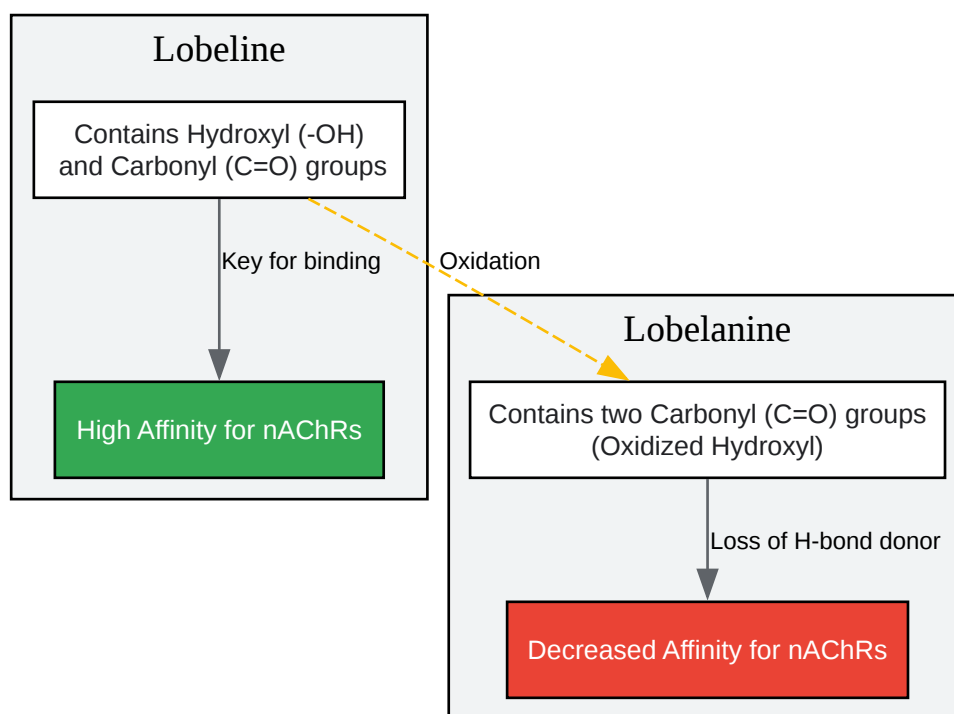 Lobeline
Contains Hydroxyl (-OH)
and Carbonyl (C=O) groups
Key for binding
Oxidation
High Affinity for nAChRs
Lobelanine
Contains two Carbonyl (C=O) groups
(Oxidized Hydroxyl)
Loss of H-bond donor
Decreased Affinity for nAChRs